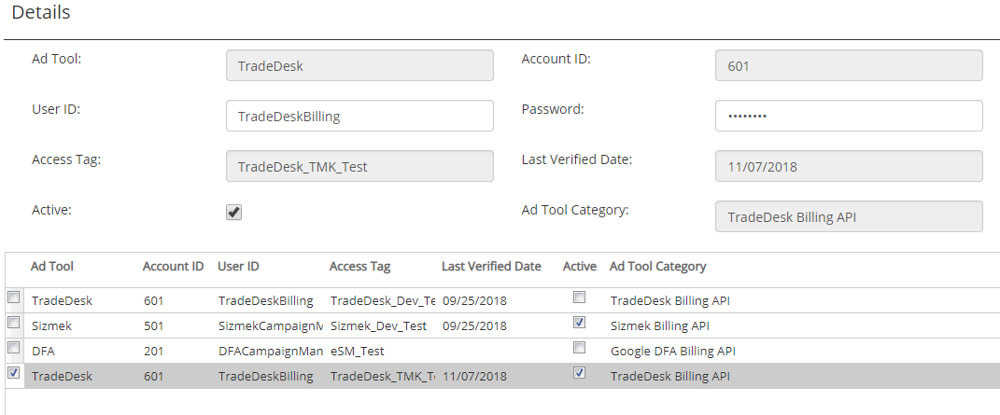 Details
Ad Tool: TradeDesk Account ID: 601
User ID: TradeDeskBilling Password: ••••••••
Access Tag: TradeDesk_TMK_Test Last Verified Date: 11/07/2018
Active: Ad Tool Category: TradeDesk Billing API
Ad Tool Account ID User ID Access Tag Last Verified Date Active Ad Tool Category
TradeDesk 601 TradeDeskBilling TradeDesk_Dev_Te 09/25/2018 TradeDesk Billing API
Sizmek 501 SizmekCampaignM Sizmek_Dev_Test 09/25/2018 Sizmek Billing API
DFA 201 DFACampaignMan eSM_Test Google DFA Billing API
TradeDesk 601 TradeDeskBilling TradeDesk_TMK_T 11/07/2018 TradeDesk Billing API